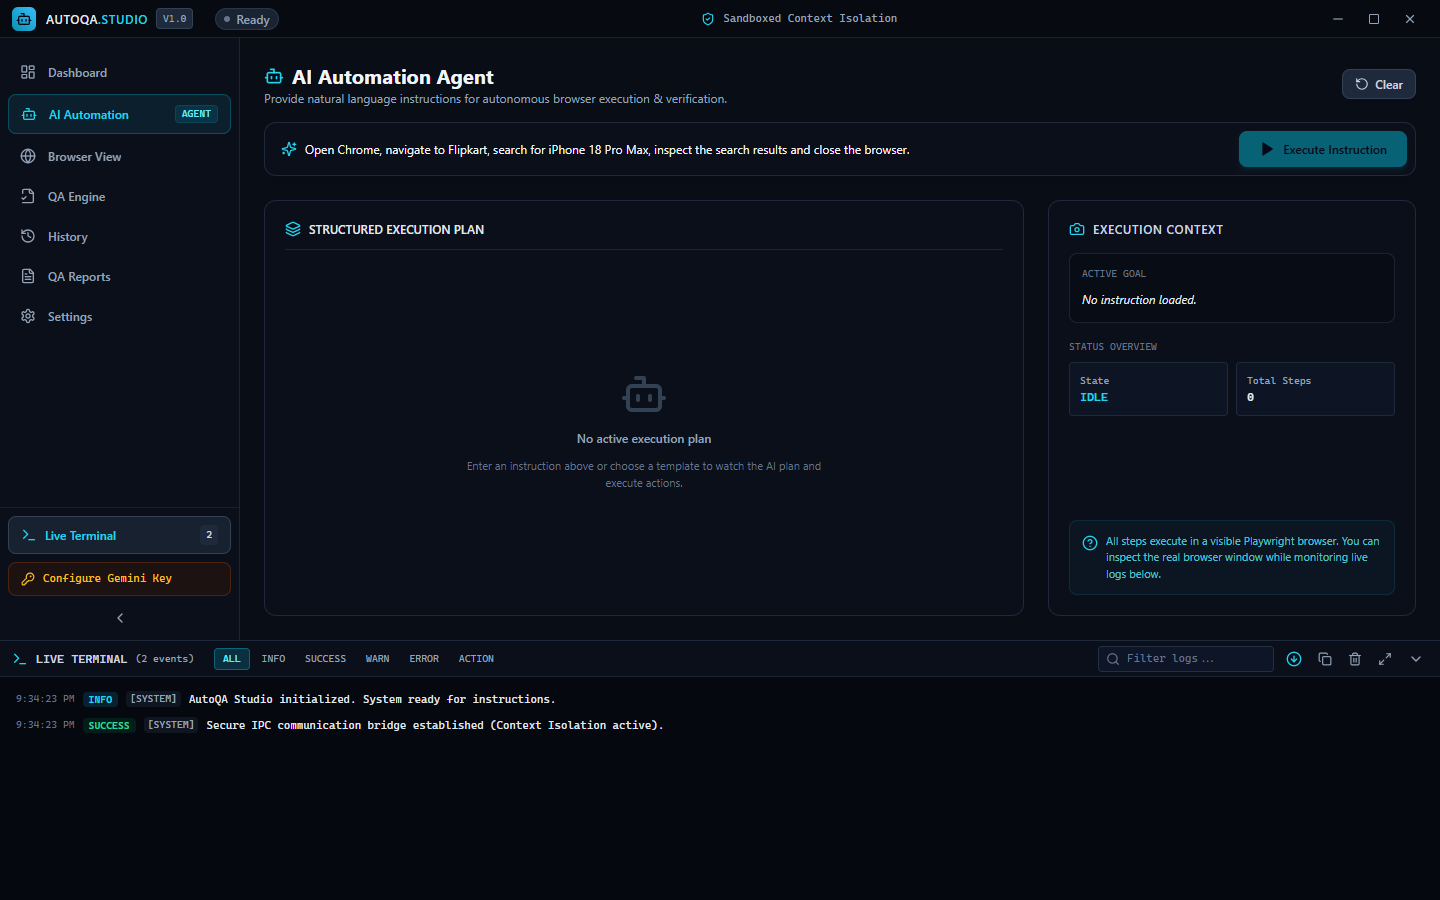 AUTOQA.STUDIO V1.0 Ready
Sandboxed Context Isolation
Dashboard
AI Automation AGENT
Browser View
QA Engine
History
QA Reports
Settings
Live Terminal 2
Configure Gemini Key
AI Automation Agent
Provide natural language instructions for autonomous browser execution & verification.
Clear
Open Chrome, navigate to Flipkart, search for iPhone 18 Pro Max, inspect the search results and close the browser.
Execute Instruction
STRUCTURED EXECUTION PLAN
No active execution plan
Enter an instruction above or choose a template to watch the AI plan and
execute actions.
EXECUTION CONTEXT
ACTIVE GOAL
No instruction loaded.
STATUS OVERVIEW
State
IDLE
Total Steps
0
All steps execute in a visible Playwright browser. You can
inspect the real browser window while monitoring live
logs below.
LIVE TERMINAL (2 events) ALL INFO SUCCESS WARN ERROR ACTION Filter logs...
9:34:23 PM INFO [SYSTEM] AutoQA Studio initialized. System ready for instructions.
9:34:23 PM SUCCESS [SYSTEM] Secure IPC communication bridge established (Context Isolation active).